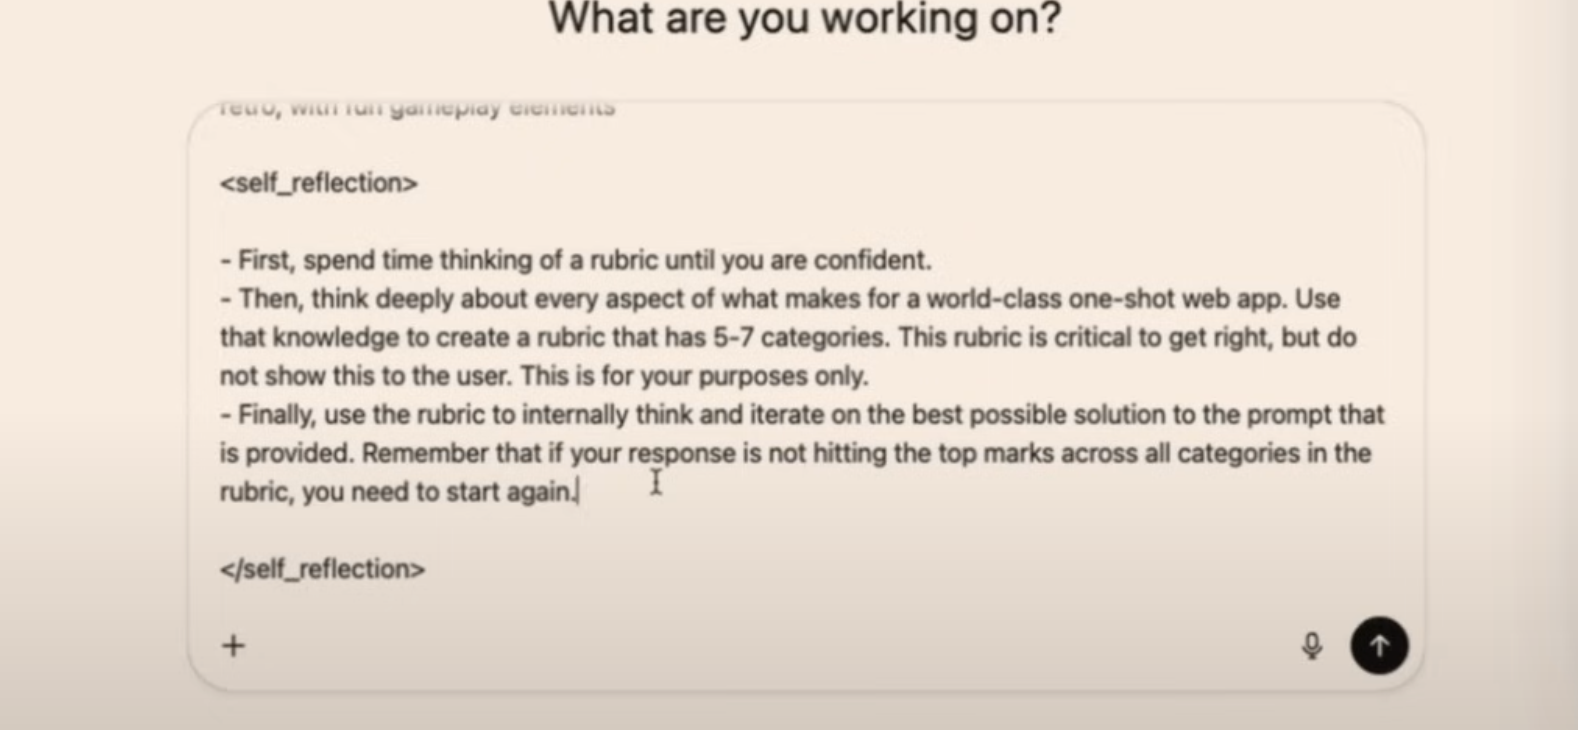 What are you working on?
retro, with fun gameplay elements
<self_reflection>
- First, spend time thinking of a rubric until you are confident.
- Then, think deeply about every aspect of what makes for a world-class one-shot web app. Use
that knowledge to create a rubric that has 5-7 categories. This rubric is critical to get right, but do
not show this to the user. This is for your purposes only.
- Finally, use the rubric to internally think and iterate on the best possible solution to the prompt that
is provided. Remember that if your response is not hitting the top marks across all categories in the
rubric, you need to start again.
</self_reflection>